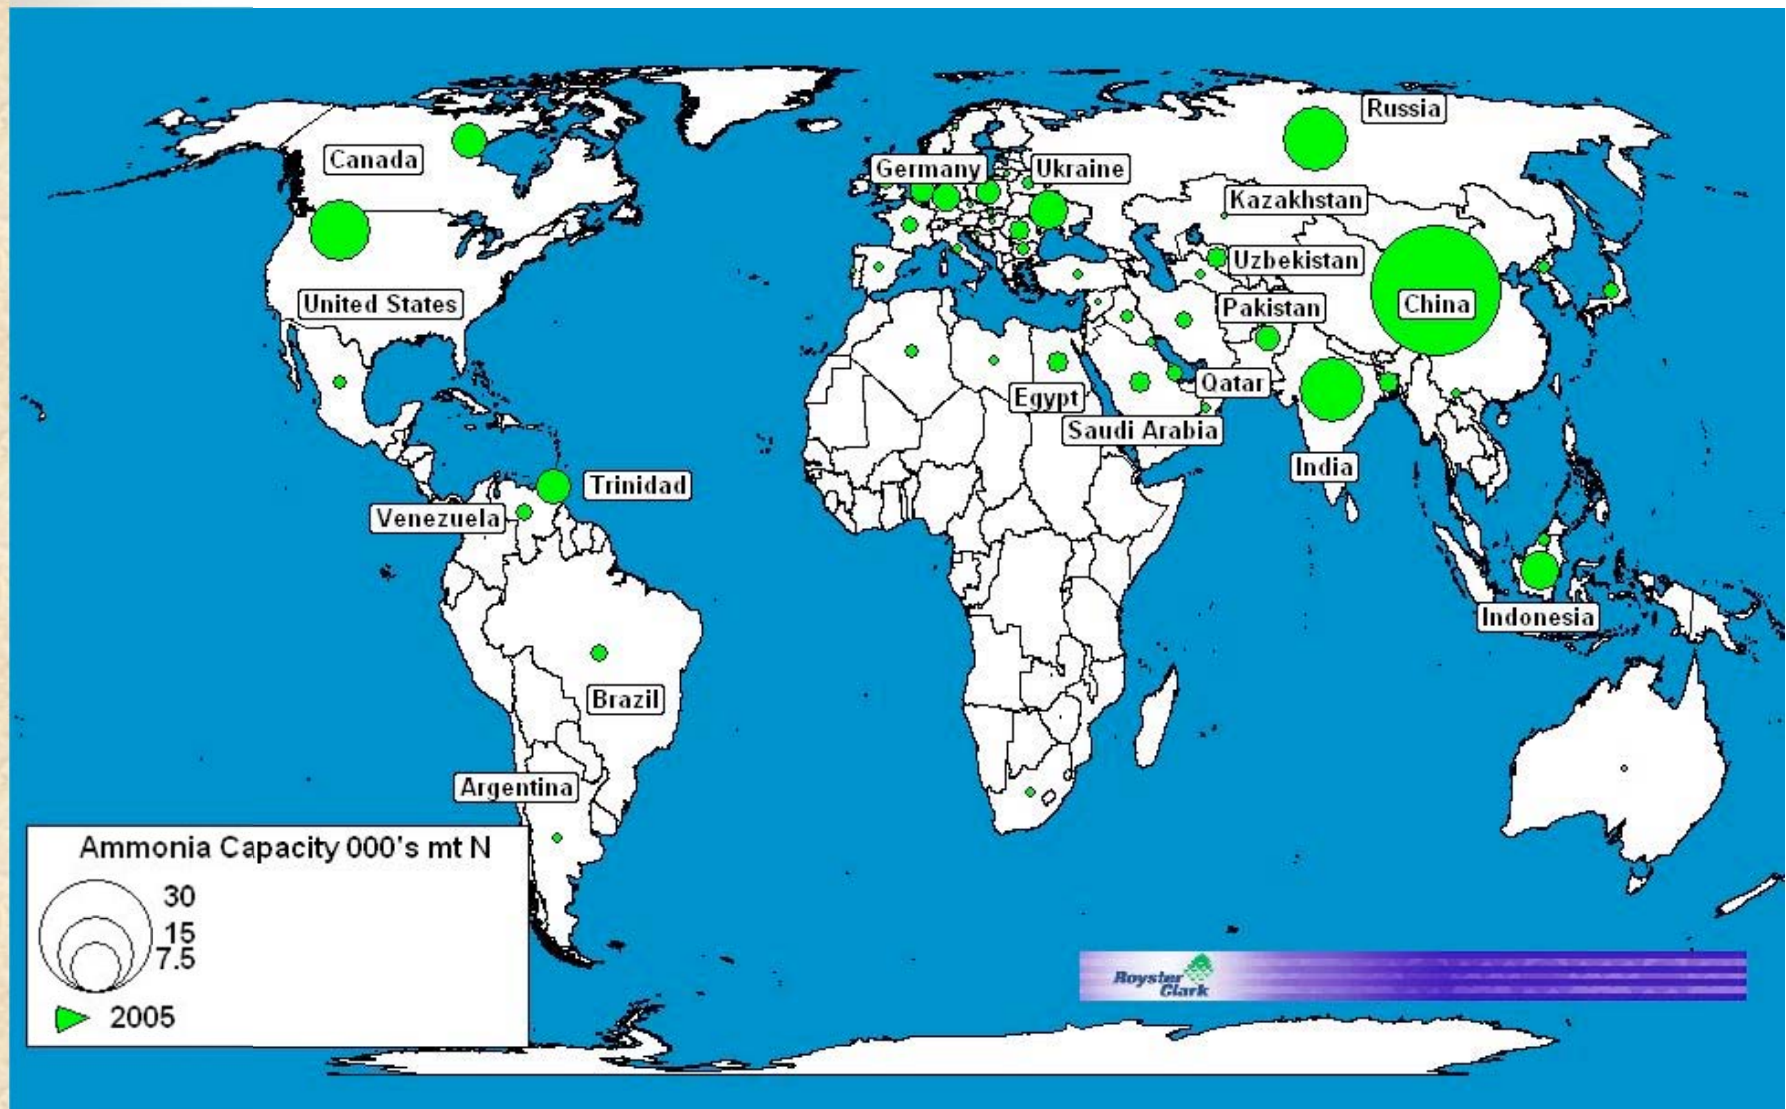 Russia
Canada
Germany
Ukraine
Kazakhstan
Uzbekistan
United States
Pakistan
China
Qatar
Egypt
Saudi Arabia
India
Trinidad
Venezuela
Indonesia
Brazil
Argentina
Ammonia Capacity 000's mt N
30
15
7.5
2005
Royster
Clark